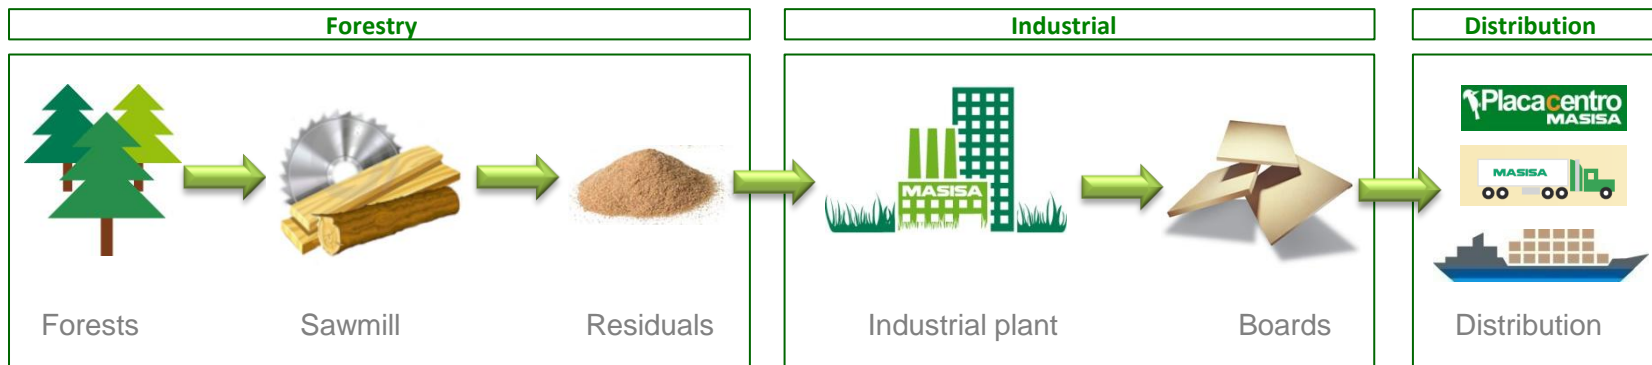 Forestry
Industrial
Distribution
Placacentro
MASISA
MASISA
MASISA
Forests
Sawmill
Residuals
Industrial plant
Boards
Distribution